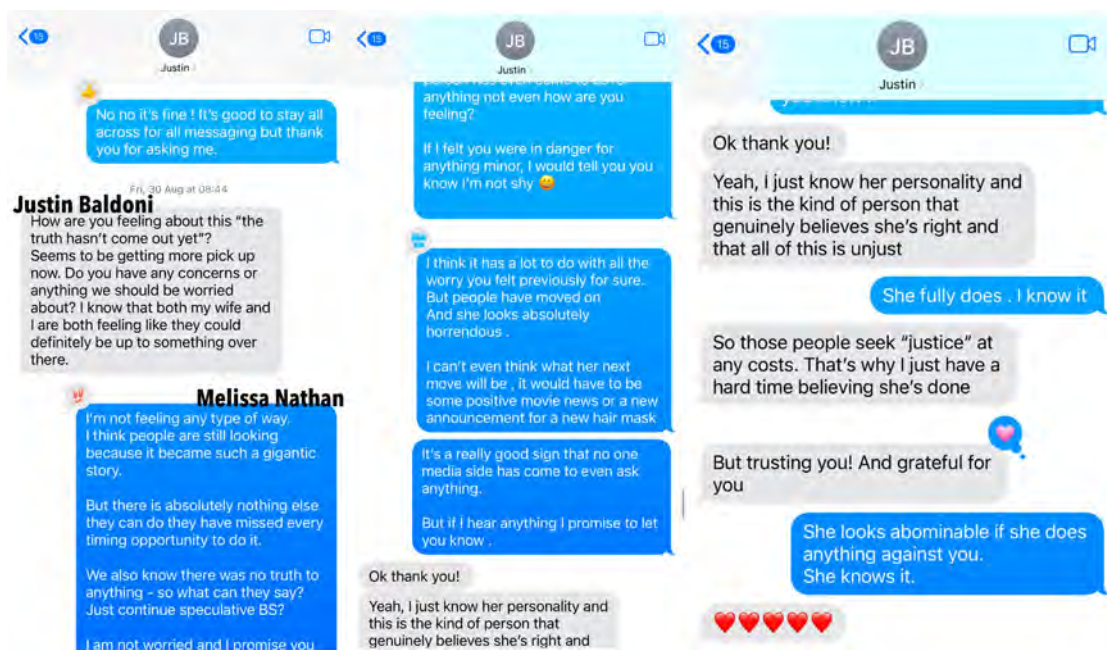 15
JB
Justin
No no it's fine ! It's good to stay all
across for all messaging but thank
you for asking me.
Fri, 30 Aug at 08:44
Justin Baldoni
How are you feeling about this "the
truth hasn't come out yet"?
Seems to be getting more pick up
now. Do you have any concerns or
anything we should be worried
about? I know that both my wife and
I are both feeling like they could
definitely be up to something over
there.
Melissa Nathan
I'm not feeling any type of way.
I think people are still looking
because it became such a gigantic
story.
But there is absolutely nothing else
they can do they have missed every
timing opportunity to do it.
We also know there was no truth to
anything - so what can they say?
Just continue speculative BS?
I am not worried and I promise you
15
JB
Justin
anything not even how are you
feeling?
If I felt you were in danger for
anything minor, I would tell you you
know i'm not shy 😄
I think it has a lot to do with all the
worry you felt previously for sure.
But people have moved on
And she looks absolutely
horrendous .
I can't even think what her next
move will be , it would have to be
some positive movie news or a new
announcement for a new hair mask
It's a really good sign that no one
media side has come to even ask
anything.
But if I hear anything I promise to let
you know .
Ok thank you!
Yeah, I just know her personality and
this is the kind of person that
genuinely believes she's right and
15
JB
Justin
Ok thank you!
Yeah, I just know her personality and
this is the kind of person that
genuinely believes she's right and
that all of this is unjust
She fully does . I know it
So those people seek "justice" at
any costs. That's why I just have a
hard time believing she's done
But trusting you! And grateful for
you
She looks abominable if she does
anything against you.
She knows it.
❤️❤️❤️❤️❤️